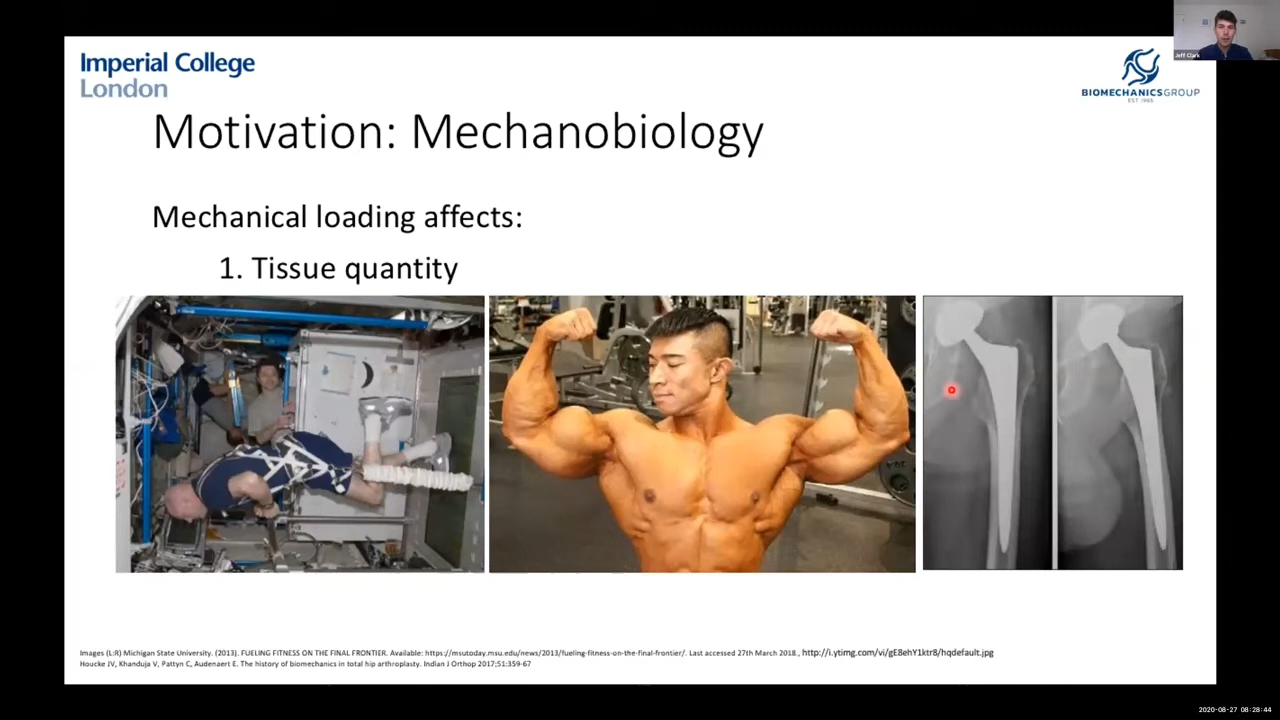 Imperial College
London
BIOMECHANICSGROUP
EST 1965
Jeff Clark
Motivation: Mechanobiology
Mechanical loading affects:
1. Tissue quantity
Images (L:R) Michigan State University. (2013). FUELING FITNESS ON THE FINAL FRONTIER. Available: https://msutoday.msu.edu/news/2013/fueling-fitness-on-the-final-frontier/. Last accessed 27th March 2018., http://i.ytimg.com/vi/gE8ehY1ktr8/hqdefault.jpg
Houcke JV, Khanduja V, Pattyn C, Audenaert E. The history of biomechanics in total hip arthroplasty. Indian J Orthop 2017;51:359-67
2020-08-27 08:28:44